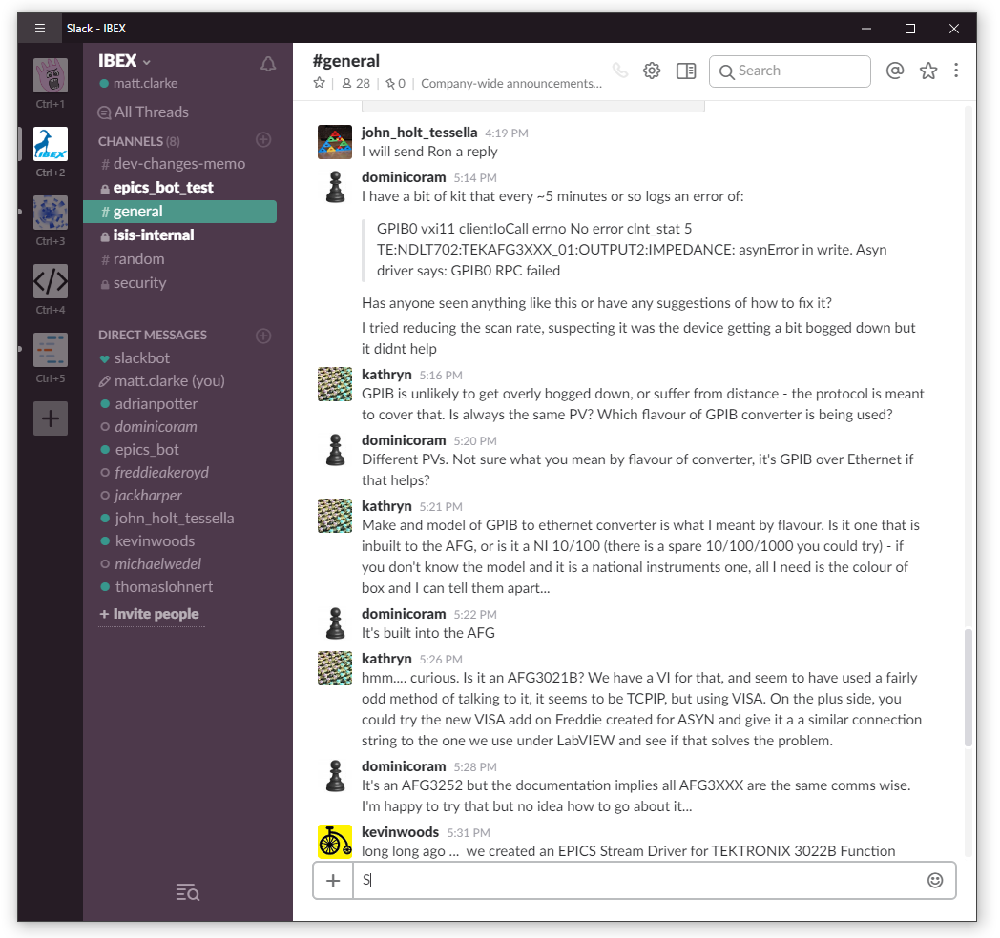 Slack - IBEX
IBEX
matt.clarke
All Threads
CHANNELS (8)
# dev-changes-memo
epics_bot_test
# general
isis-internal
# random
security
DIRECT MESSAGES
slackbot
matt.clarke (you)
adrianpotter
dominicoram
epics_bot
freddieakeroyd
jackharper
john_holt_tessella
kevinwoods
michaelwedel
thomaslohnert
+ Invite people
Ctrl+1
IBEX
Ctrl+2
Ctrl+3
</>
Ctrl+4
Ctrl+5
#general
28 | 0 | Company-wide announcements...
Search
john_holt_tessella 4:19 PM
I will send Ron a reply
dominicoram 5:14 PM
I have a bit of kit that every ~5 minutes or so logs an error of:
GPIB0 vxi11 clientIoCall errno No error clnt_stat 5
TE:NDLT702:TEKAFG3XXX_01:OUTPUT2:IMPEDANCE: asynError in write. Asyn
driver says: GPIB0 RPC failed
Has anyone seen anything like this or have any suggestions of how to fix it?
I tried reducing the scan rate, suspecting it was the device getting a bit bogged down but
it didnt help
kathryn 5:16 PM
GPIB is unlikely to get overly bogged down, or suffer from distance - the protocol is meant
to cover that. Is always the same PV? Which flavour of GPIB converter is being used?
dominicoram 5:20 PM
Different PVs. Not sure what you mean by flavour of converter, it's GPIB over Ethernet if
that helps?
kathryn 5:21 PM
Make and model of GPIB to ethernet converter is what I meant by flavour. Is it one that is
inbuilt to the AFG, or is it a NI 10/100 (there is a spare 10/100/1000 you could try) - if
you don't know the model and it is a national instruments one, all I need is the colour of
box and I can tell them apart...
dominicoram 5:22 PM
It's built into the AFG
kathryn 5:26 PM
hmm.... curious. Is it an AFG3021B? We have a VI for that, and seem to have used a fairly
odd method of talking to it, it seems to be TCPIP, but using VISA. On the plus side, you
could try the new VISA add on Freddie created for ASYN and give it a a similar connection
string to the one we use under LabVIEW and see if that solves the problem.
dominicoram 5:28 PM
It's an AFG3252 but the documentation implies all AFG3XXX are the same comms wise.
I'm happy to try that but no idea how to go about it...
kevinwoods 5:31 PM
long long ago ... we created an EPICS Stream Driver for TEKTRONIX 3022B Function
S